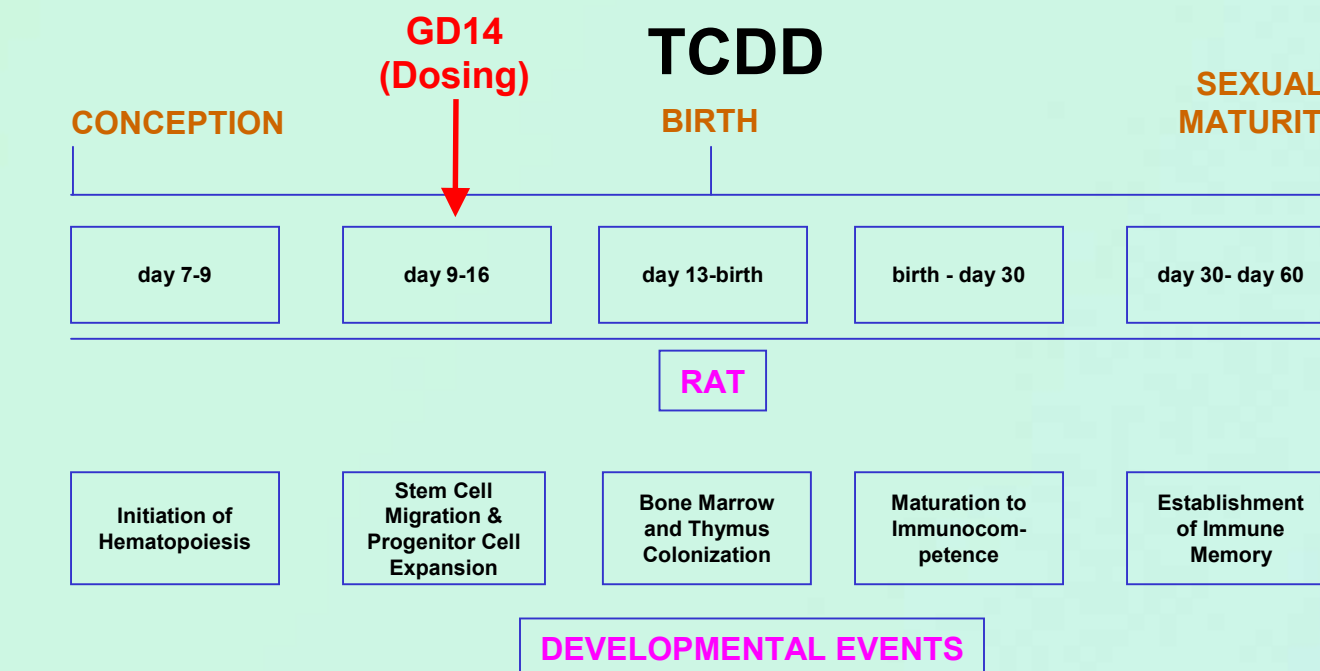 GD14
(Dosing)
TCDD
CONCEPTION
BIRTH
SEXUAL
MATURIT
day 7-9
day 9-16
day 13-birth
birth - day 30
day 30- day 60
RAT
Initiation of
Hematopoiesis
Stem Cell
Migration &
Progenitor Cell
Expansion
Bone Marrow
and Thymus
Colonization
Maturation to
Immunocom-
petence
Establishment
of Immune
Memory
DEVELOPMENTAL EVENTS